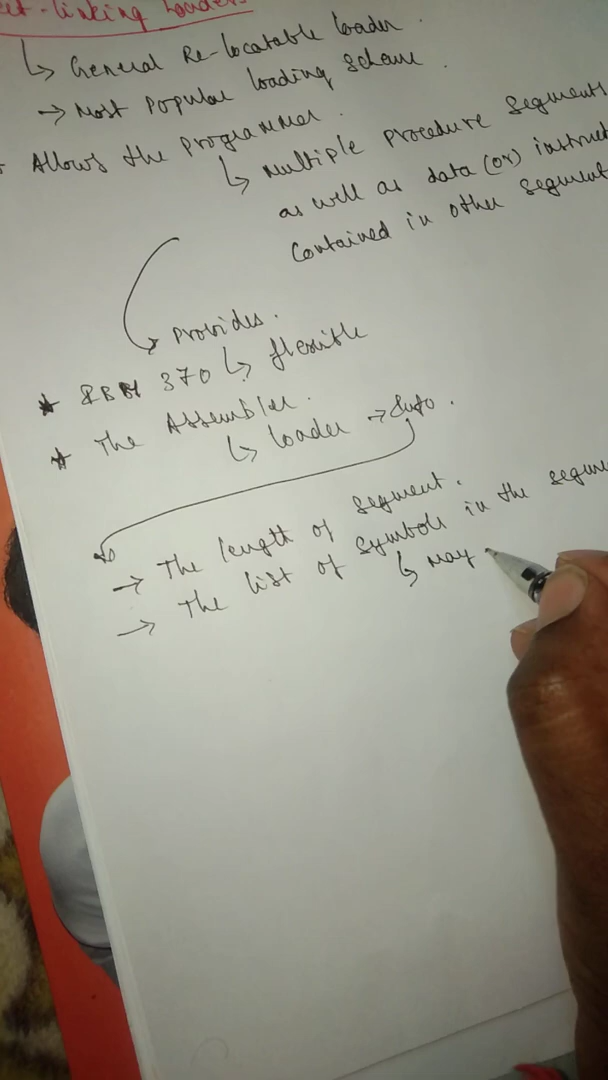 -linking Loaders
↳ General Re-locatable loader.
→ Most Popular loading scheme.
Allows the Programmer.
↳ Multiple Procedure Segments
as well as data (or) instruct
Contained in other Segment
Provides.
* 370 ↳ flexible
* The Assembler.
↳ loader →
→ The length of segment.
→ The list of symbols in the segme
↳ may